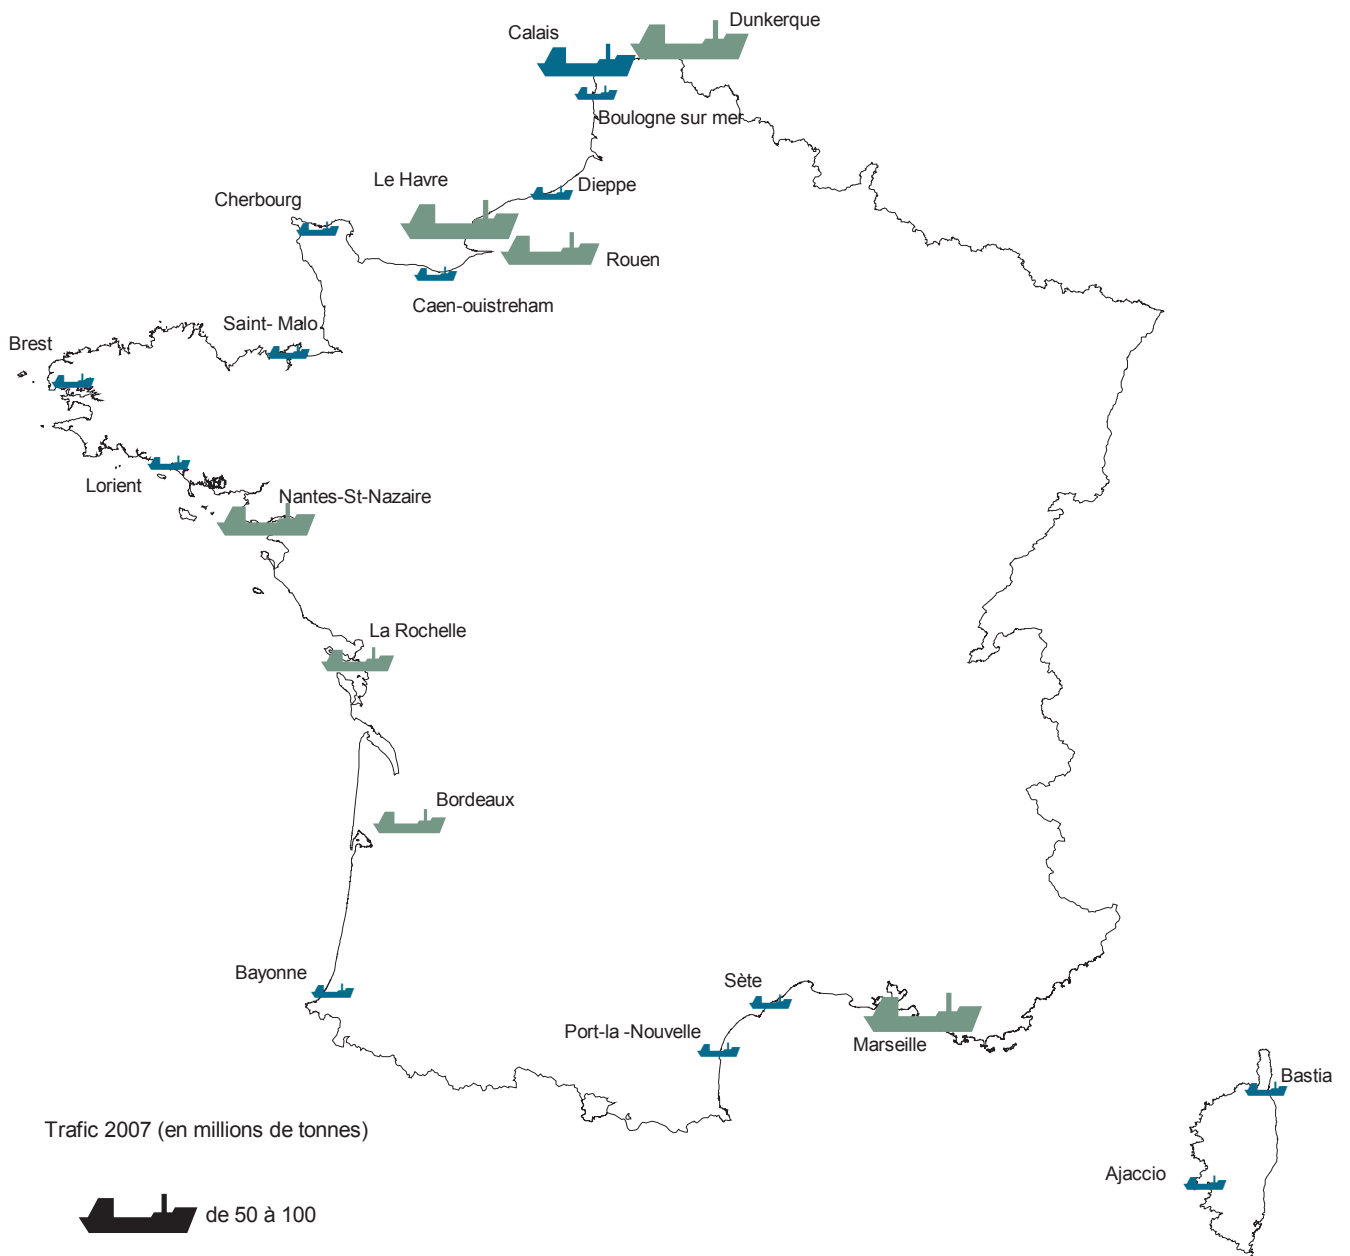 Dunkerque
Calais
Boulogne sur mer
Le Havre
Dieppe
Cherbourg
Rouen
Caen-ouistreham
Saint- Malo
Brest
Lorient
Nantes-St-Nazaire
La Rochelle
Bordeaux
Bayonne
Sète
Port-la -Nouvelle
Marseille
Bastia
Ajaccio
Trafic 2007 (en millions de tonnes)
de 50 à 100